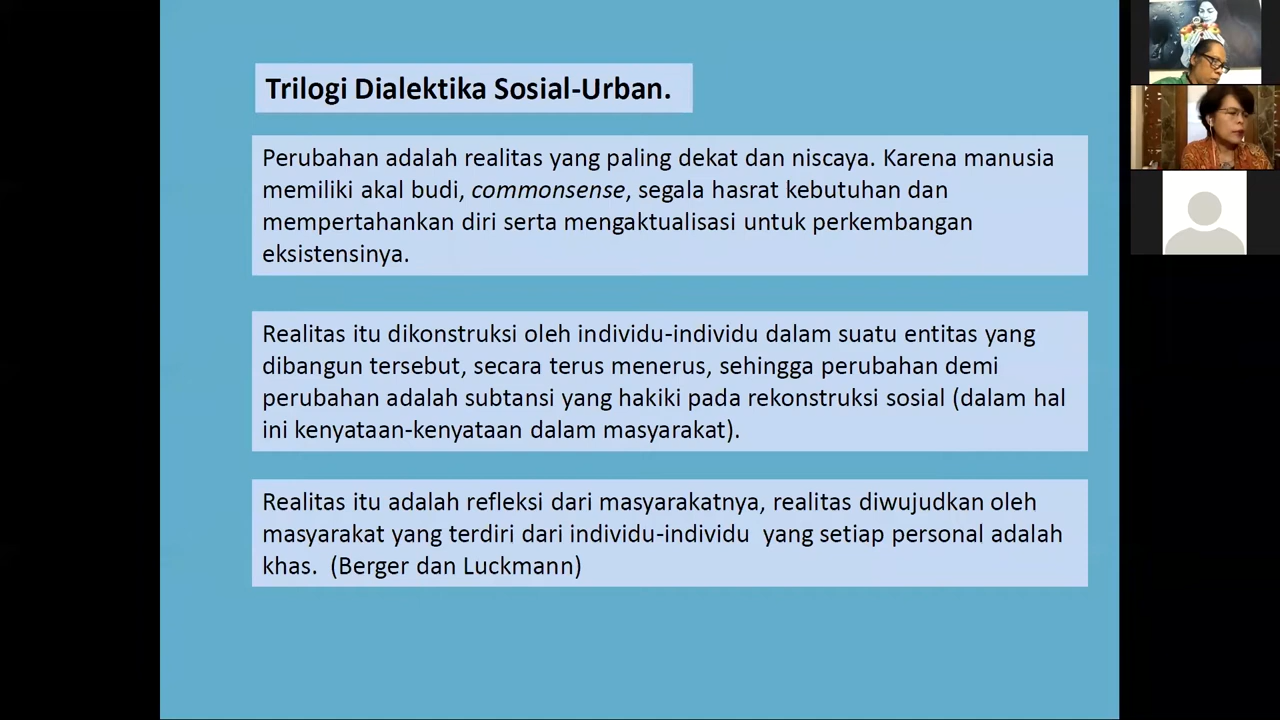 Trilogi Dialektika Sosial-Urban.
Perubahan adalah realitas yang paling dekat dan niscaya. Karena manusia
memiliki akal budi, commonsense, segala hasrat kebutuhan dan
mempertahankan diri serta mengaktualisasi untuk perkembangan
eksistensinya.
Realitas itu dikonstruksi oleh individu-individu dalam suatu entitas yang
dibangun tersebut, secara terus menerus, sehingga perubahan demi
perubahan adalah subtansi yang hakiki pada rekonstruksi sosial (dalam hal
ini kenyataan-kenyataan dalam masyarakat).
Realitas itu adalah refleksi dari masyarakatnya, realitas diwujudkan oleh
masyarakat yang terdiri dari individu-individu  yang setiap personal adalah
khas.  (Berger dan Luckmann)